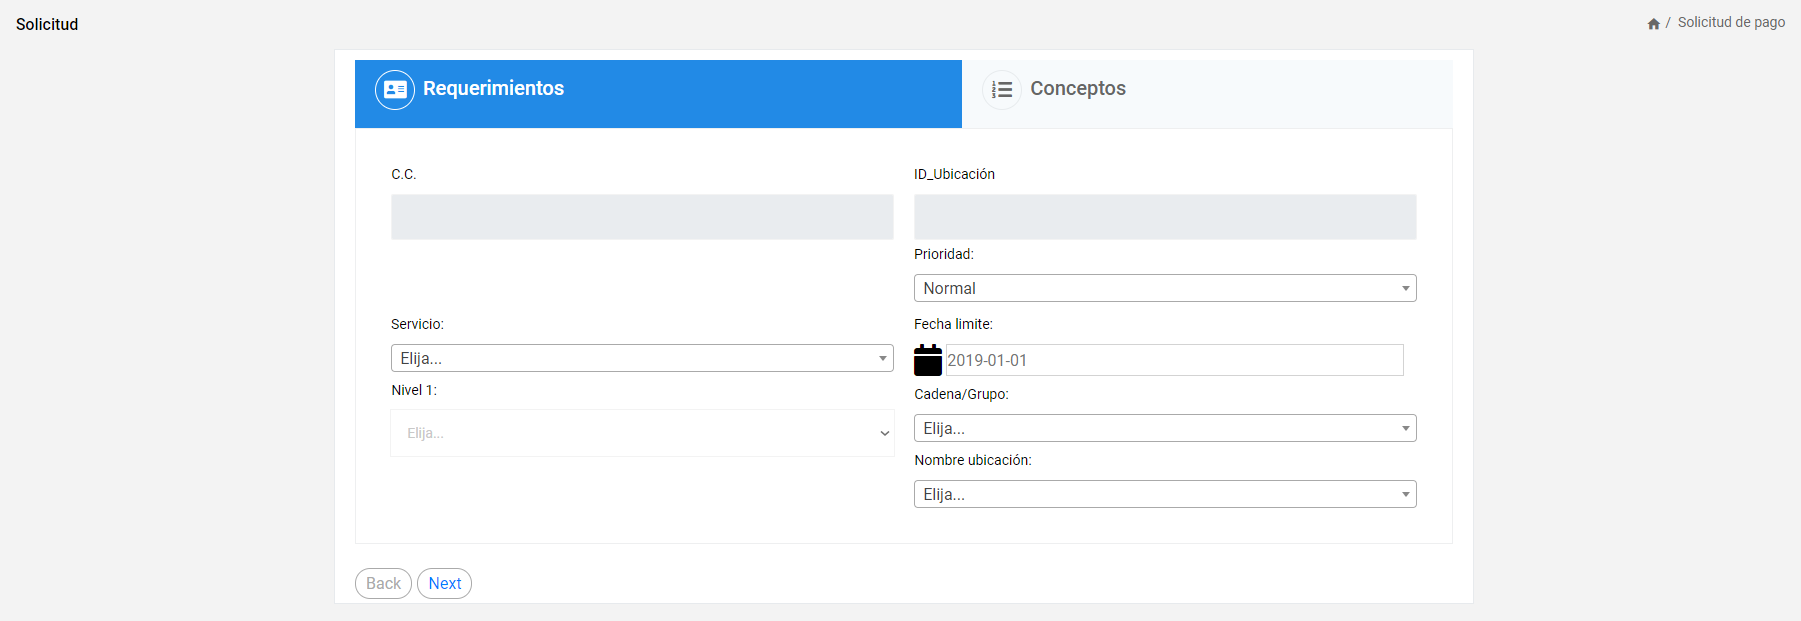 Solicitud
/ Solicitud de pago
Requerimientos
Conceptos
C.C.
ID_Ubicación
Prioridad:
Normal
Servicio:
Fecha limite:
Elija...
2019-01-01
Nivel 1:
Cadena/Grupo:
Elija...
Elija...
Nombre ubicación:
Elija...
Back
Next